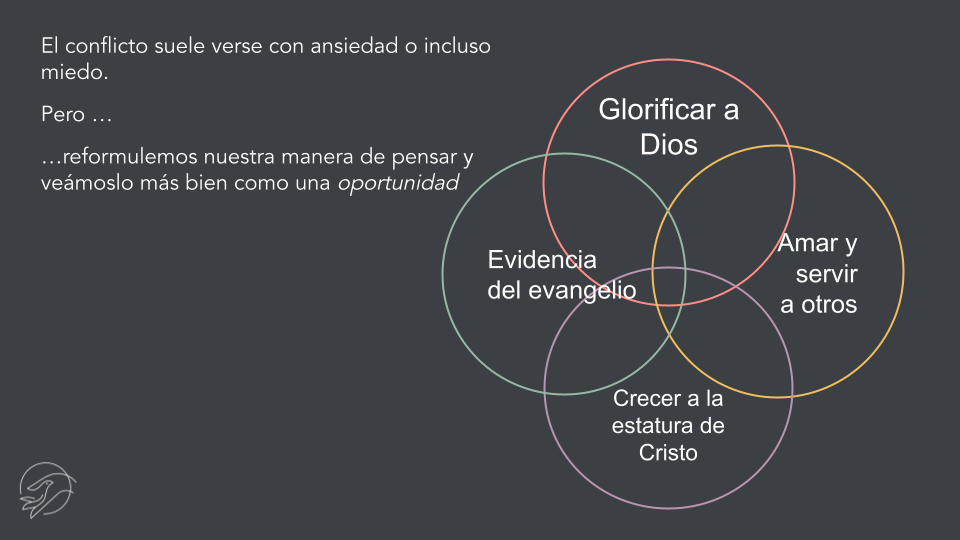 El conflicto suele verse con ansiedad o incluso
miedo.
Pero …
…reformulemos nuestra manera de pensar y
veámoslo más bien como una oportunidad
Glorificar a
Dios
Evidencia
del evangelio
Amar y
servir
a otros
Crecer a la
estatura de
Cristo